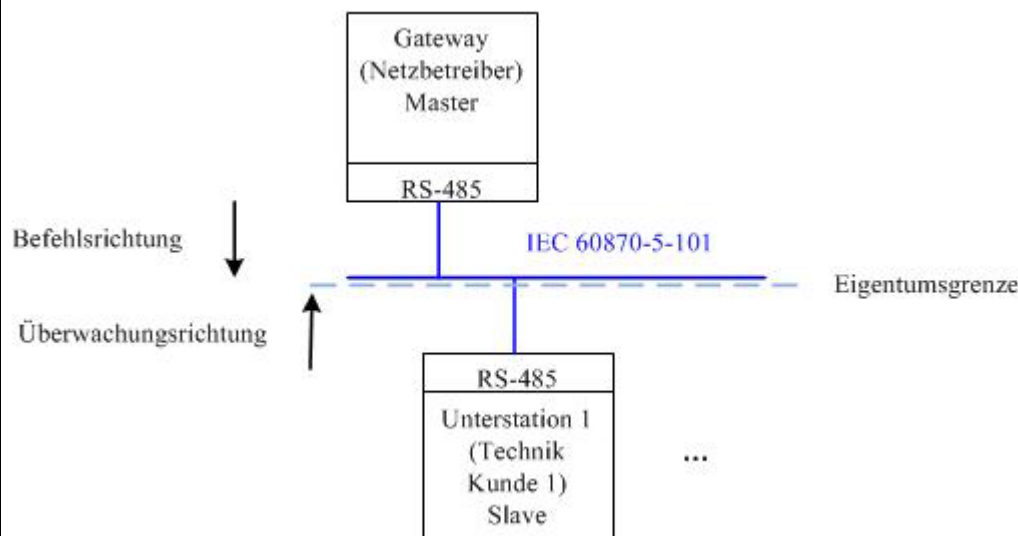 Gateway
(Netzbetreiber)
Master
RS-485
Befehlsrichtung
IEC 60870-5-101
Eigentumsgrenze
Überwachungsrichtung
RS-485
Unterstation 1
(Technik
Kunde 1)
Slave
...